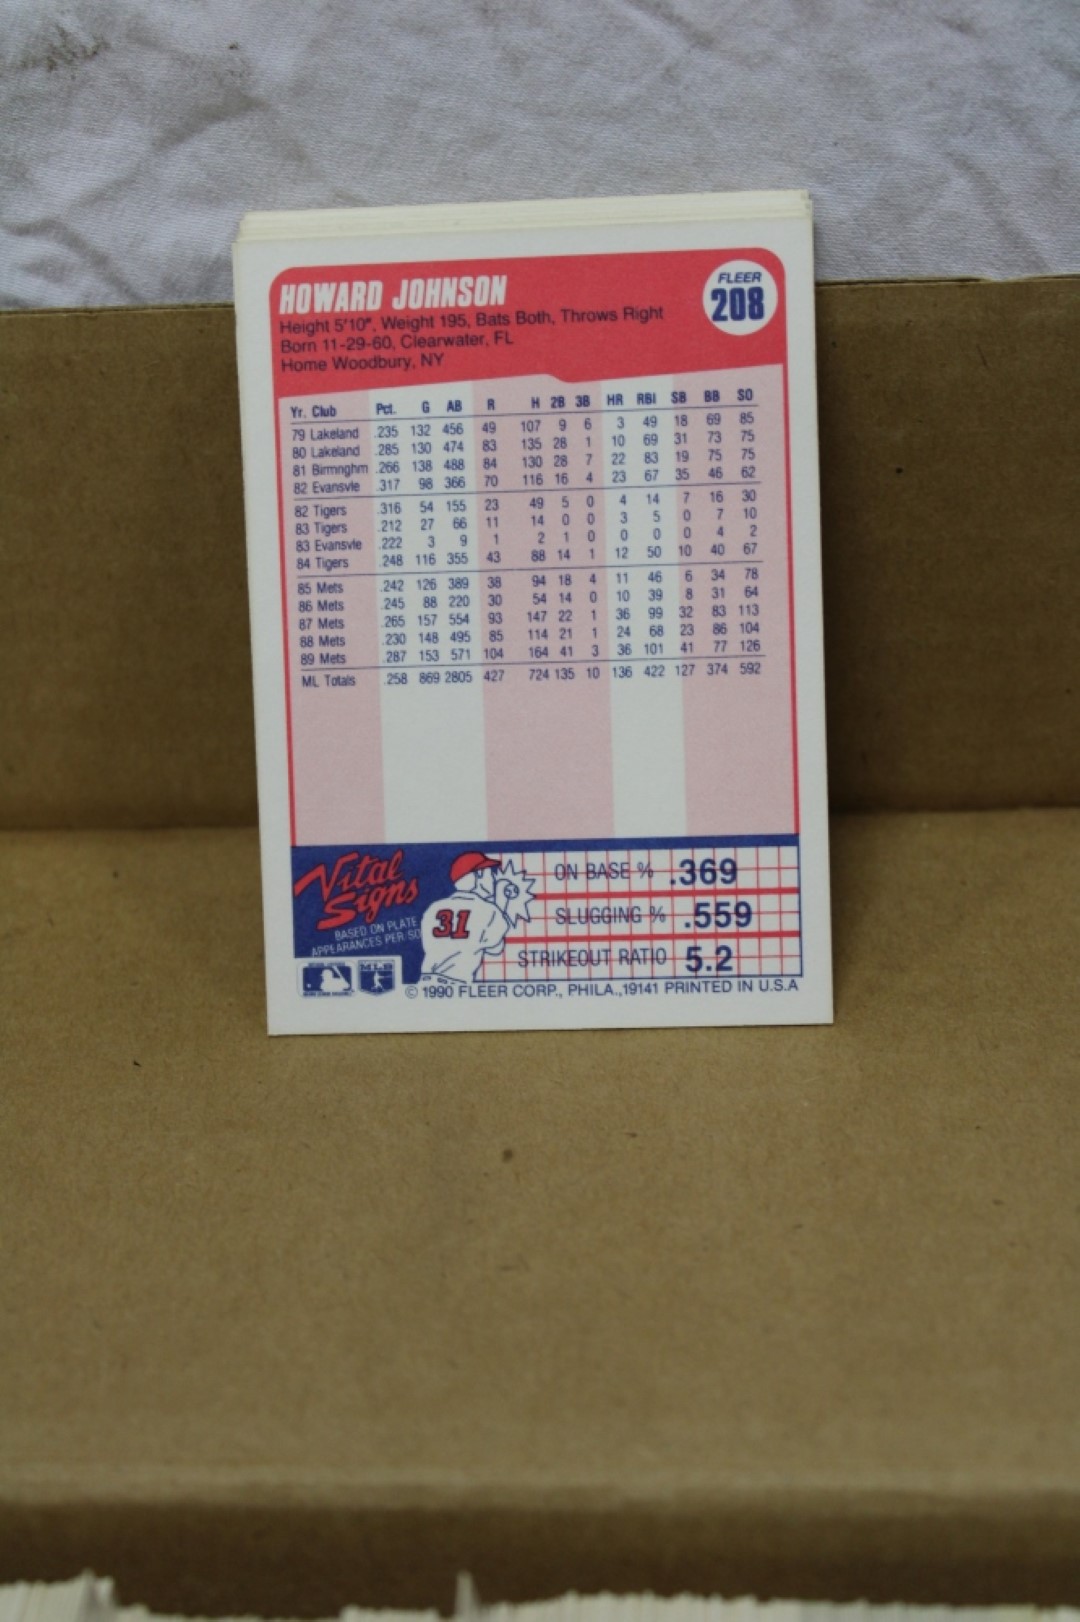 HOWARD JOHNSON
FLEER
208
Height 5'10", Weight 195, Bats Both, Throws Right
Born 11-29-60, Clearwater, FL
Home Woodbury, NY
Yr. Club Pct. G AB R H 2B 3B HR RBI SB BB SO
79 Lakeland .235 132 456 49 107 9 6 3 49 18 69 85
80 Lakeland .285 130 474 83 135 28 1 10 69 31 73 75
81 Birmnghm .266 138 488 84 130 28 7 22 83 19 75 75
82 Evansvle .317 98 366 70 116 16 4 23 67 35 46 62
82 Tigers .316 54 155 23 49 5 0 4 14 7 16 30
83 Tigers .212 27 66 11 14 0 0 3 5 0 7 10
83 Evansvle .222 3 9 1 2 1 0 0 0 0 4 2
84 Tigers .248 116 355 43 88 14 1 12 50 10 40 67
85 Mets .242 126 389 38 94 18 4 11 46 6 34 78
86 Mets .245 88 220 30 54 14 0 10 39 8 31 64
87 Mets .265 157 554 93 147 22 1 36 99 32 83 113
88 Mets .230 148 495 85 114 21 1 24 68 23 86 104
89 Mets .287 153 571 104 164 41 3 36 101 41 77 126
ML Totals .258 869 2805 427 724 135 10 136 422 127 374 592
Vital
Signs
BASED ON PLATE
APPEARANCES PER SO
31
ON BASE % .369
SLUGGING % .559
STRIKEOUT RATIO 5.2
MLB
© 1990 FLEER CORP., PHILA.,19141 PRINTED IN U.S.A